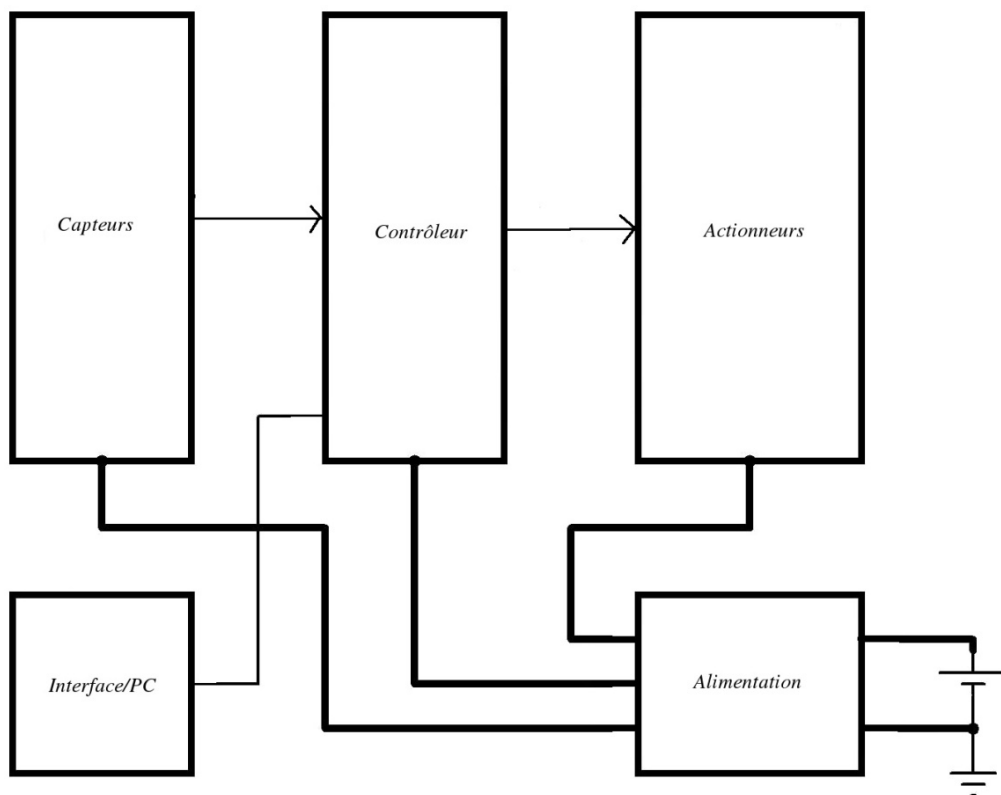 Capteurs
Contrôleur
Actionneurs
Interface/PC
Alimentation